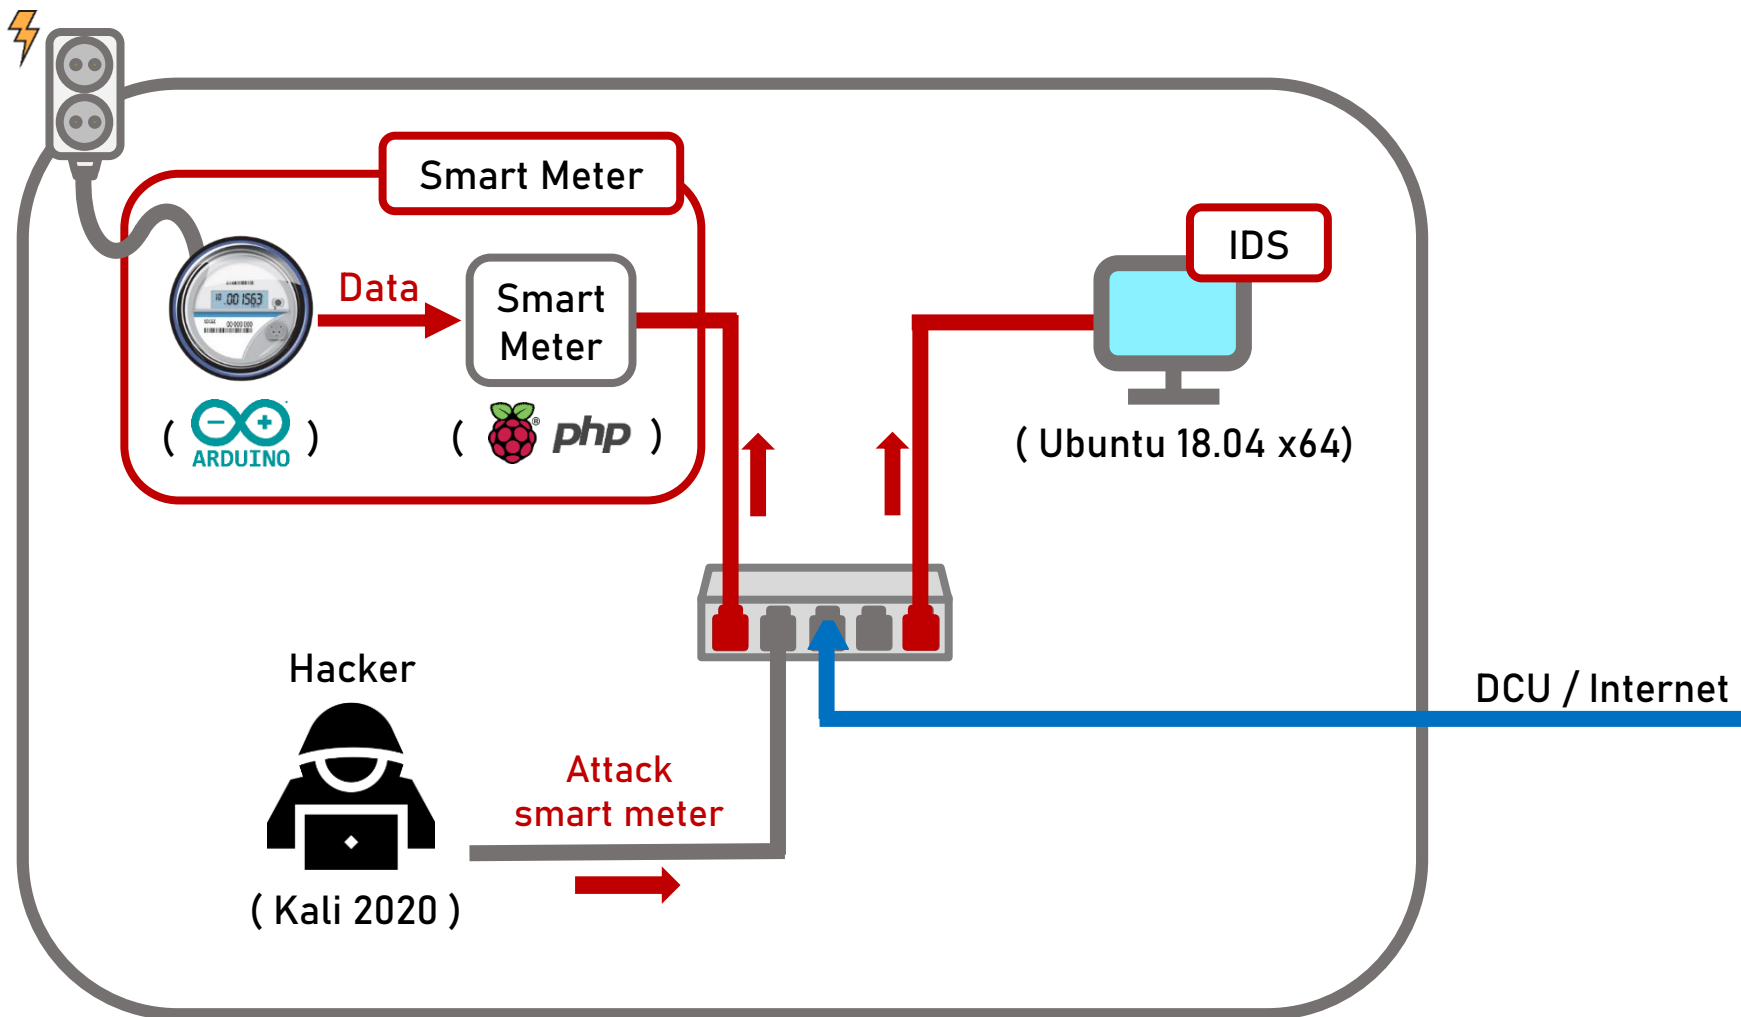 Smart Meter
IDS
Data
Smart
Meter
.001563
( ARDUINO )
( php )
( Ubuntu 18.04 x64)
Hacker
DCU / Internet
Attack
smart meter
( Kali 2020 )